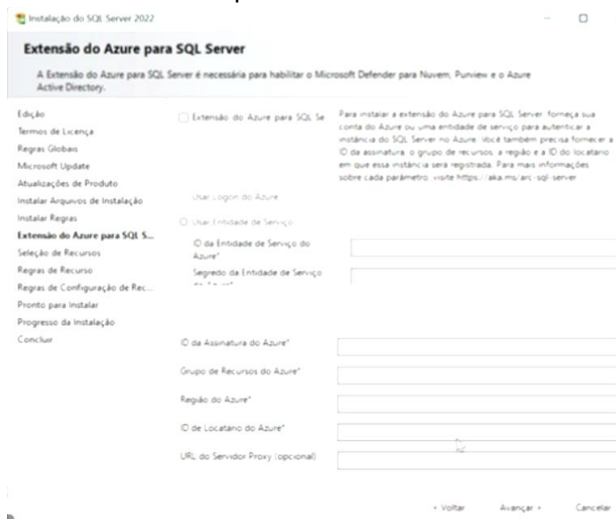 Instalação do SQL Server 2022
Extensão do Azure para SQL Server
A Extensão do Azure para SQL Server é necessária para habilitar o Microsoft Defender para Nuvem, Purview e o Azure
Active Directory.
Edição
Termos de Licença
Regras Globais
Microsoft Update
Atualizações de Produto
Instalar Arquivos de Instalação
Instalar Regras
Extensão do Azure para SQL S...
Seleção de Recursos
Regras de Recurso
Regras de Configuração de Rec...
Pronto para Instalar
Progresso da Instalação
Concluir
Extensão do Azure para SQL Se
Para instalar a extensão do Azure para SQL Server, forneça sua
conta do Azure ou uma entidade de serviço para autenticar a
instância do SQL Server no Azure. Você também precisa fornecer a
ID da assinatura, o grupo de recursos, a região e a ID do locatário
em que essa instância será registrada. Para mais informações
sobre cada parâmetro, visite https://aka.ms/arc-sql-server
Usar Logon do Azure
Usar Entidade de Serviço
ID da Entidade de Serviço do
Azure*
Segredo da Entidade de Serviço
ID da Assinatura do Azure*
Grupo de Recursos do Azure*
Região do Azure*
ID de Locatário do Azure*
URL do Servidor Proxy (opcional)
< Voltar
Avançar >
Cancelar